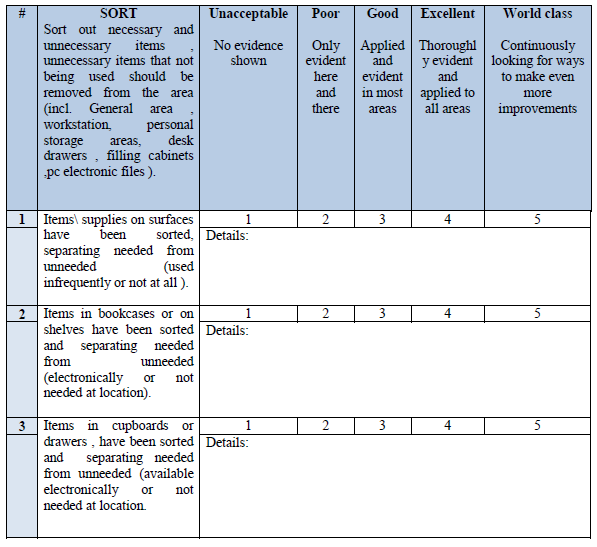 # SORT Unacceptable Poor Good Excellent World class
Sort out necessary and
unnecessary items ,
unnecessary items that not
being used should be
removed from the area
(incl. General area ,
workstation, personal
storage areas, desk
drawers , filling cabinets
,pc electronic files ).
No evidence
shown
Only
evident
here
and
there
Applied
and
evident
in most
areas
Thoroughl
y evident
and
applied to
all areas
Continuously
looking for ways
to make even
more
improvements
1 Items\ supplies on surfaces 1 2 3 4 5
have been sorted,
separating needed from
unneeded (used
infrequently or not at all ).
Details:
2 Items in bookcases or on 1 2 3 4 5
shelves have been sorted
and separating needed
from unneeded
(electronically or not
needed at location).
Details:
3 Items in cupboards or 1 2 3 4 5
drawers , have been sorted
and separating needed
from unneeded (available
electronically or not
needed at location.
Details: